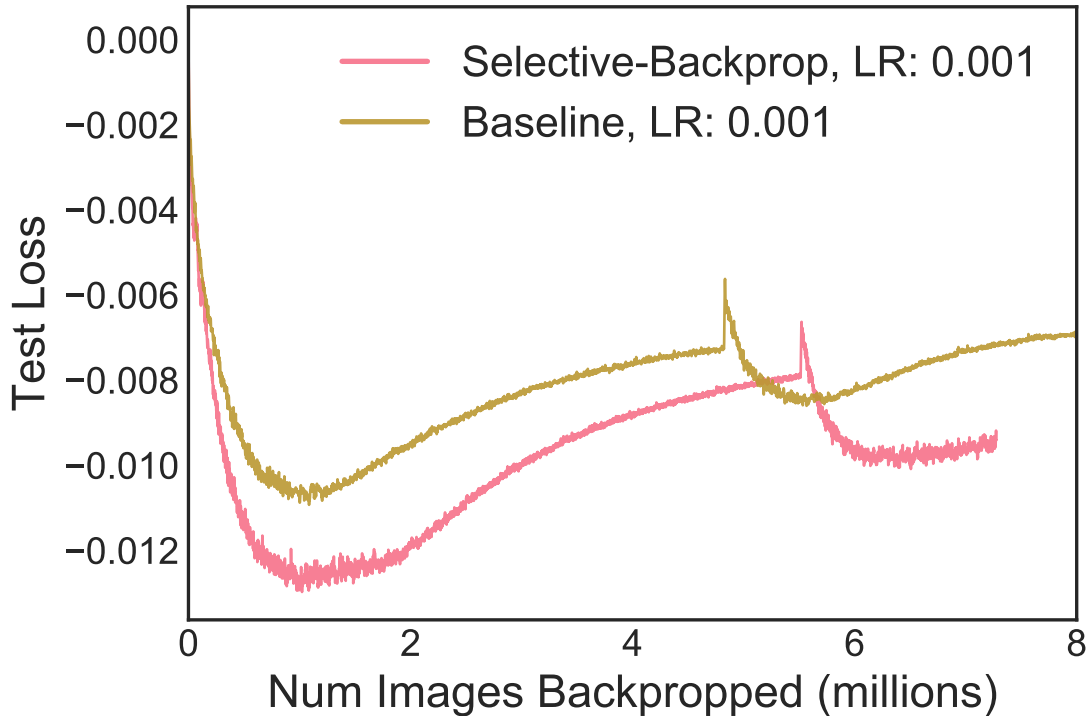 Selective-Backprop, LR: 0.001
Baseline, LR: 0.001
Test Loss
0.000
−0.002
−0.004
−0.006
−0.008
−0.010
−0.012
0 2 4 6 8
Num Images Backpropped (millions)